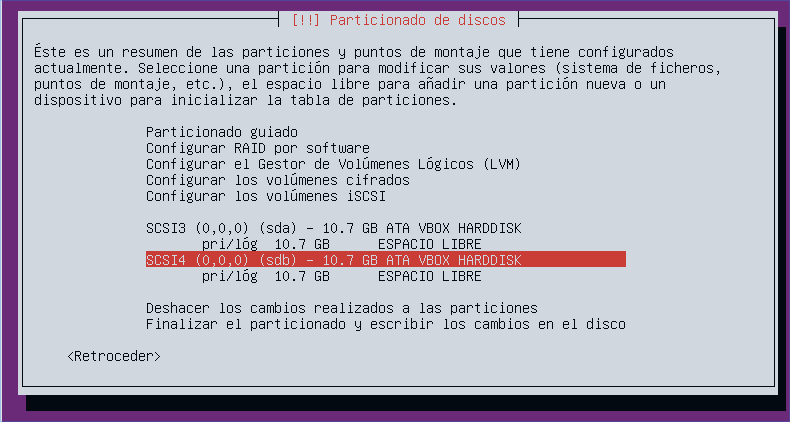 [!!] Particionado de discos
Éste es un resumen de las particiones y puntos de montaje que tiene configurados
actualmente. Seleccione una partición para modificar sus valores (sistema de ficheros,
puntos de montaje, etc.), el espacio libre para añadir una partición nueva o un
dispositivo para inicializar la tabla de particiones.
Particionado guiado
Configurar RAID por software
Configurar el Gestor de Volúmenes Lógicos (LVM)
Configurar los volúmenes cifrados
Configurar los volúmenes iSCSI
SCSI3 (0,0,0) (sda) - 10.7 GB ATA VBOX HARDDISK
pri/lóg 10.7 GB ESPACIO LIBRE
SCSI4 (0,0,0) (sdb) - 10.7 GB ATA VBOX HARDDISK
pri/lóg 10.7 GB ESPACIO LIBRE
Deshacer los cambios realizados a las particiones
Finalizar el particionado y escribir los cambios en el disco
<Retroceder>